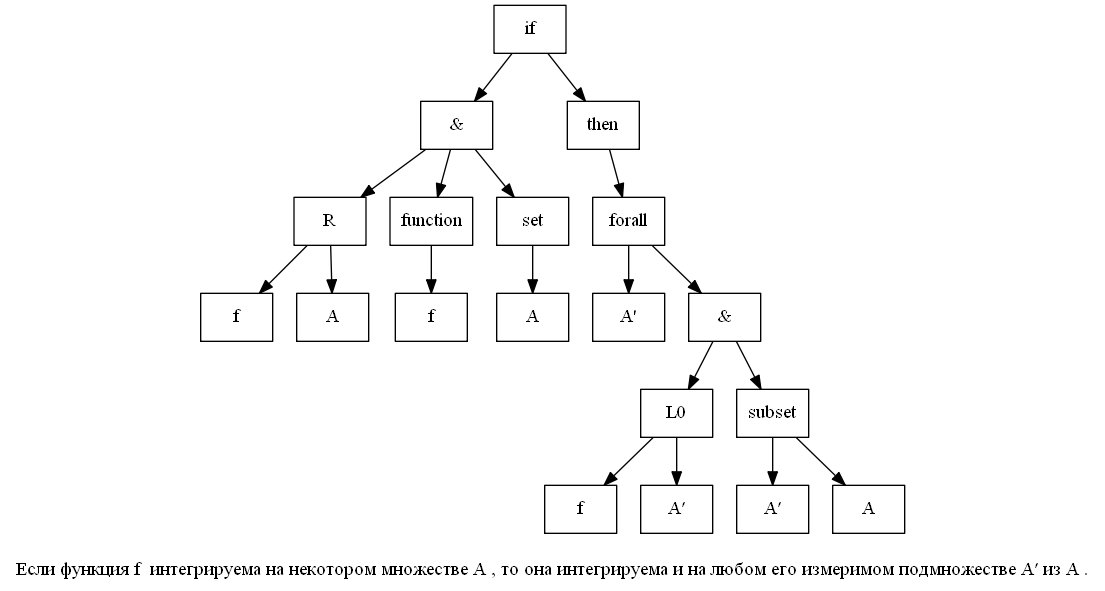 if
& then
R function set forall
f A f A A' &
L0 subset
f A' A' A
Если функция f интегрируема на некотором множестве A , то она интегрируема и на любом его измеримом подмножестве A' из A .